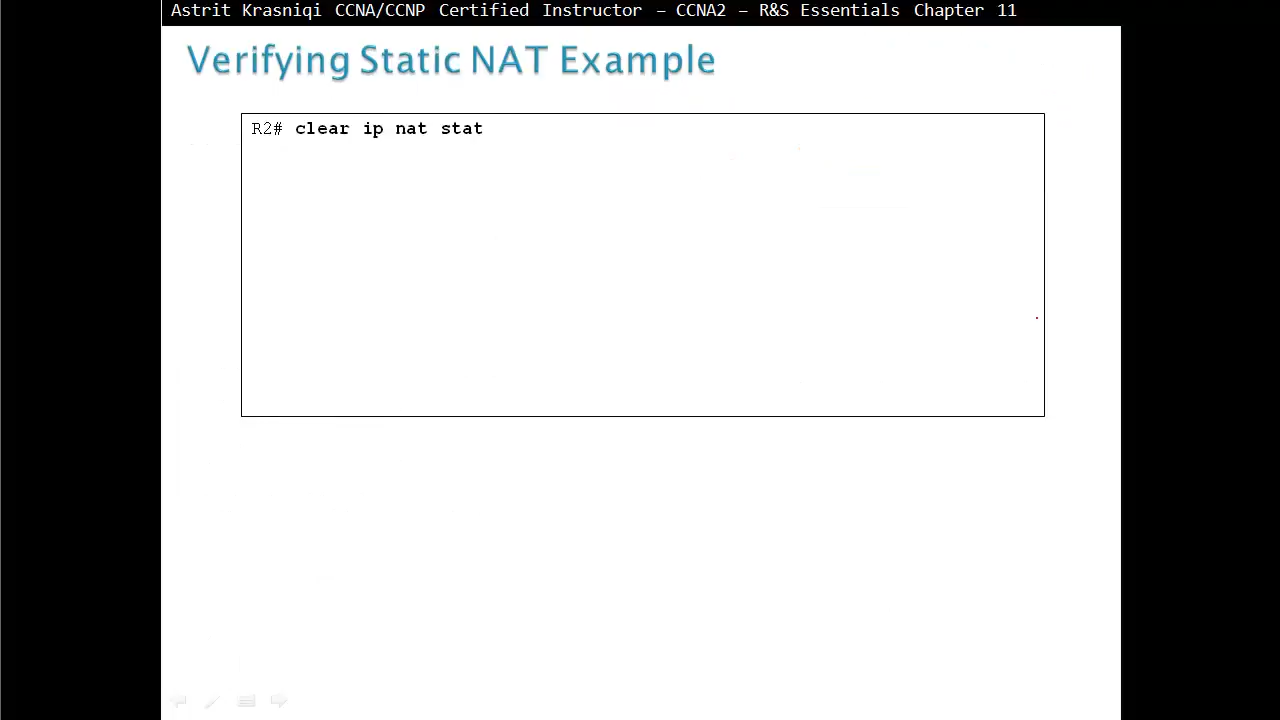 Astrit Krasniqi CCNA/CCNP Certified Instructor – CCNA2 – R&S Essentials Chapter 11
Verifying Static NAT Example
R2# clear ip nat stat